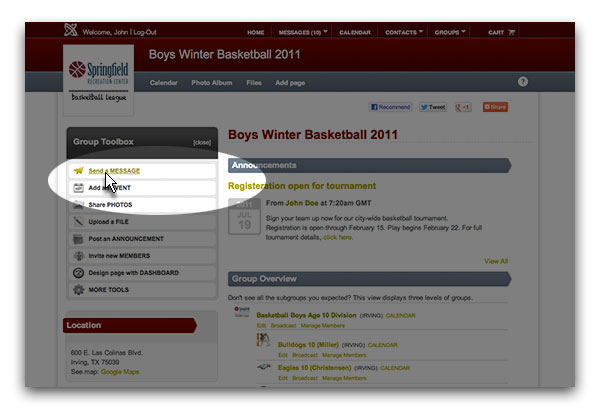 Welcome, John | Log-Out
HOME MESSAGES (10) CALENDAR CONTACTS GROUPS CART
Springfield
RECREATION CENTER
basketball league
Boys Winter Basketball 2011
Calendar Photo Album Files Add page ?
Recommend Tweet +1 Share
Group Toolbox [close]
Send a MESSAGE
Add an EVENT
Share PHOTOS
Upload a FILE
Post an ANNOUNCEMENT
Invite new MEMBERS
Design page with DASHBOARD
MORE TOOLS
Location
600 E. Las Colinas Blvd.
Irving, TX 75039
See map: Google Maps
Boys Winter Basketball 2011
Announcements
Registeration open for tournament
2011
JUL
19
From John Doe at 7:20am GMT
Sign your team up now for our city-wide basketball tournament.
Registration is open through February 15. Play begins February 22. For full
tournament details, click here.
View All
Group Overview
Don't see all the subgroups you expected? This view displays three levels of groups.
Basketball Boys Age 10 Division (IRVING) CALENDAR
Edit Broadcast Manage Members
Bulldogs 10 (Miller) (IRVING) CALENDAR
Edit Broadcast Manage Members
Eagles 10 (Christensen) (IRVING) CALENDAR